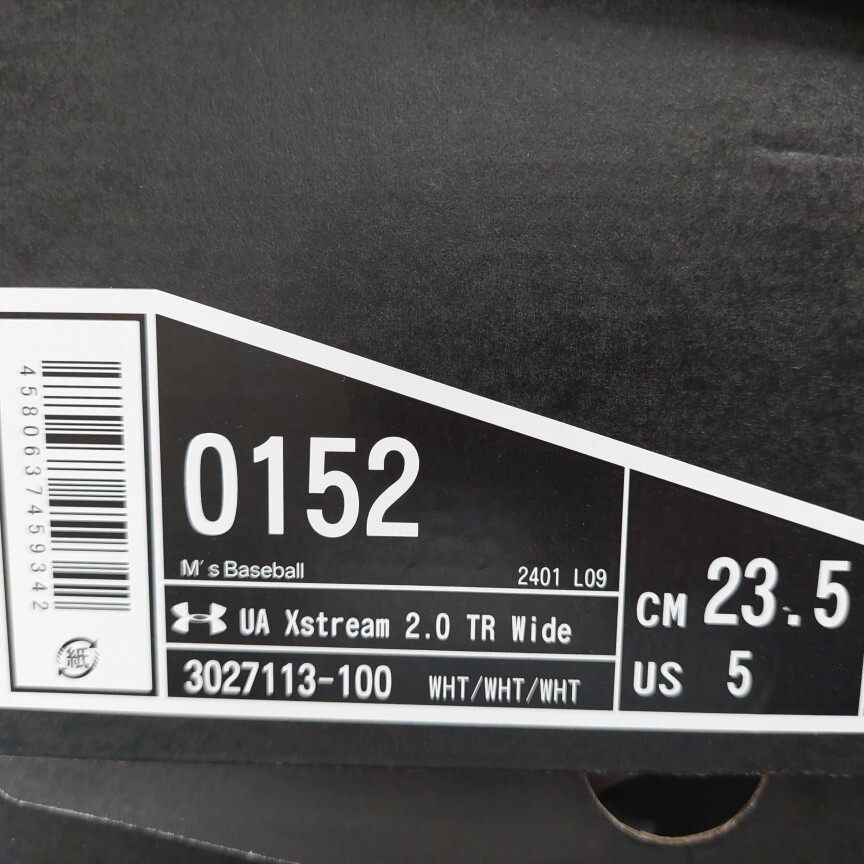 4580637459342
紙
0152
M's Baseball
2401 L09
UA Xstream 2.0 TR Wide
3027113-100 WHT/WHT/WHT
CM 23.5
US 5